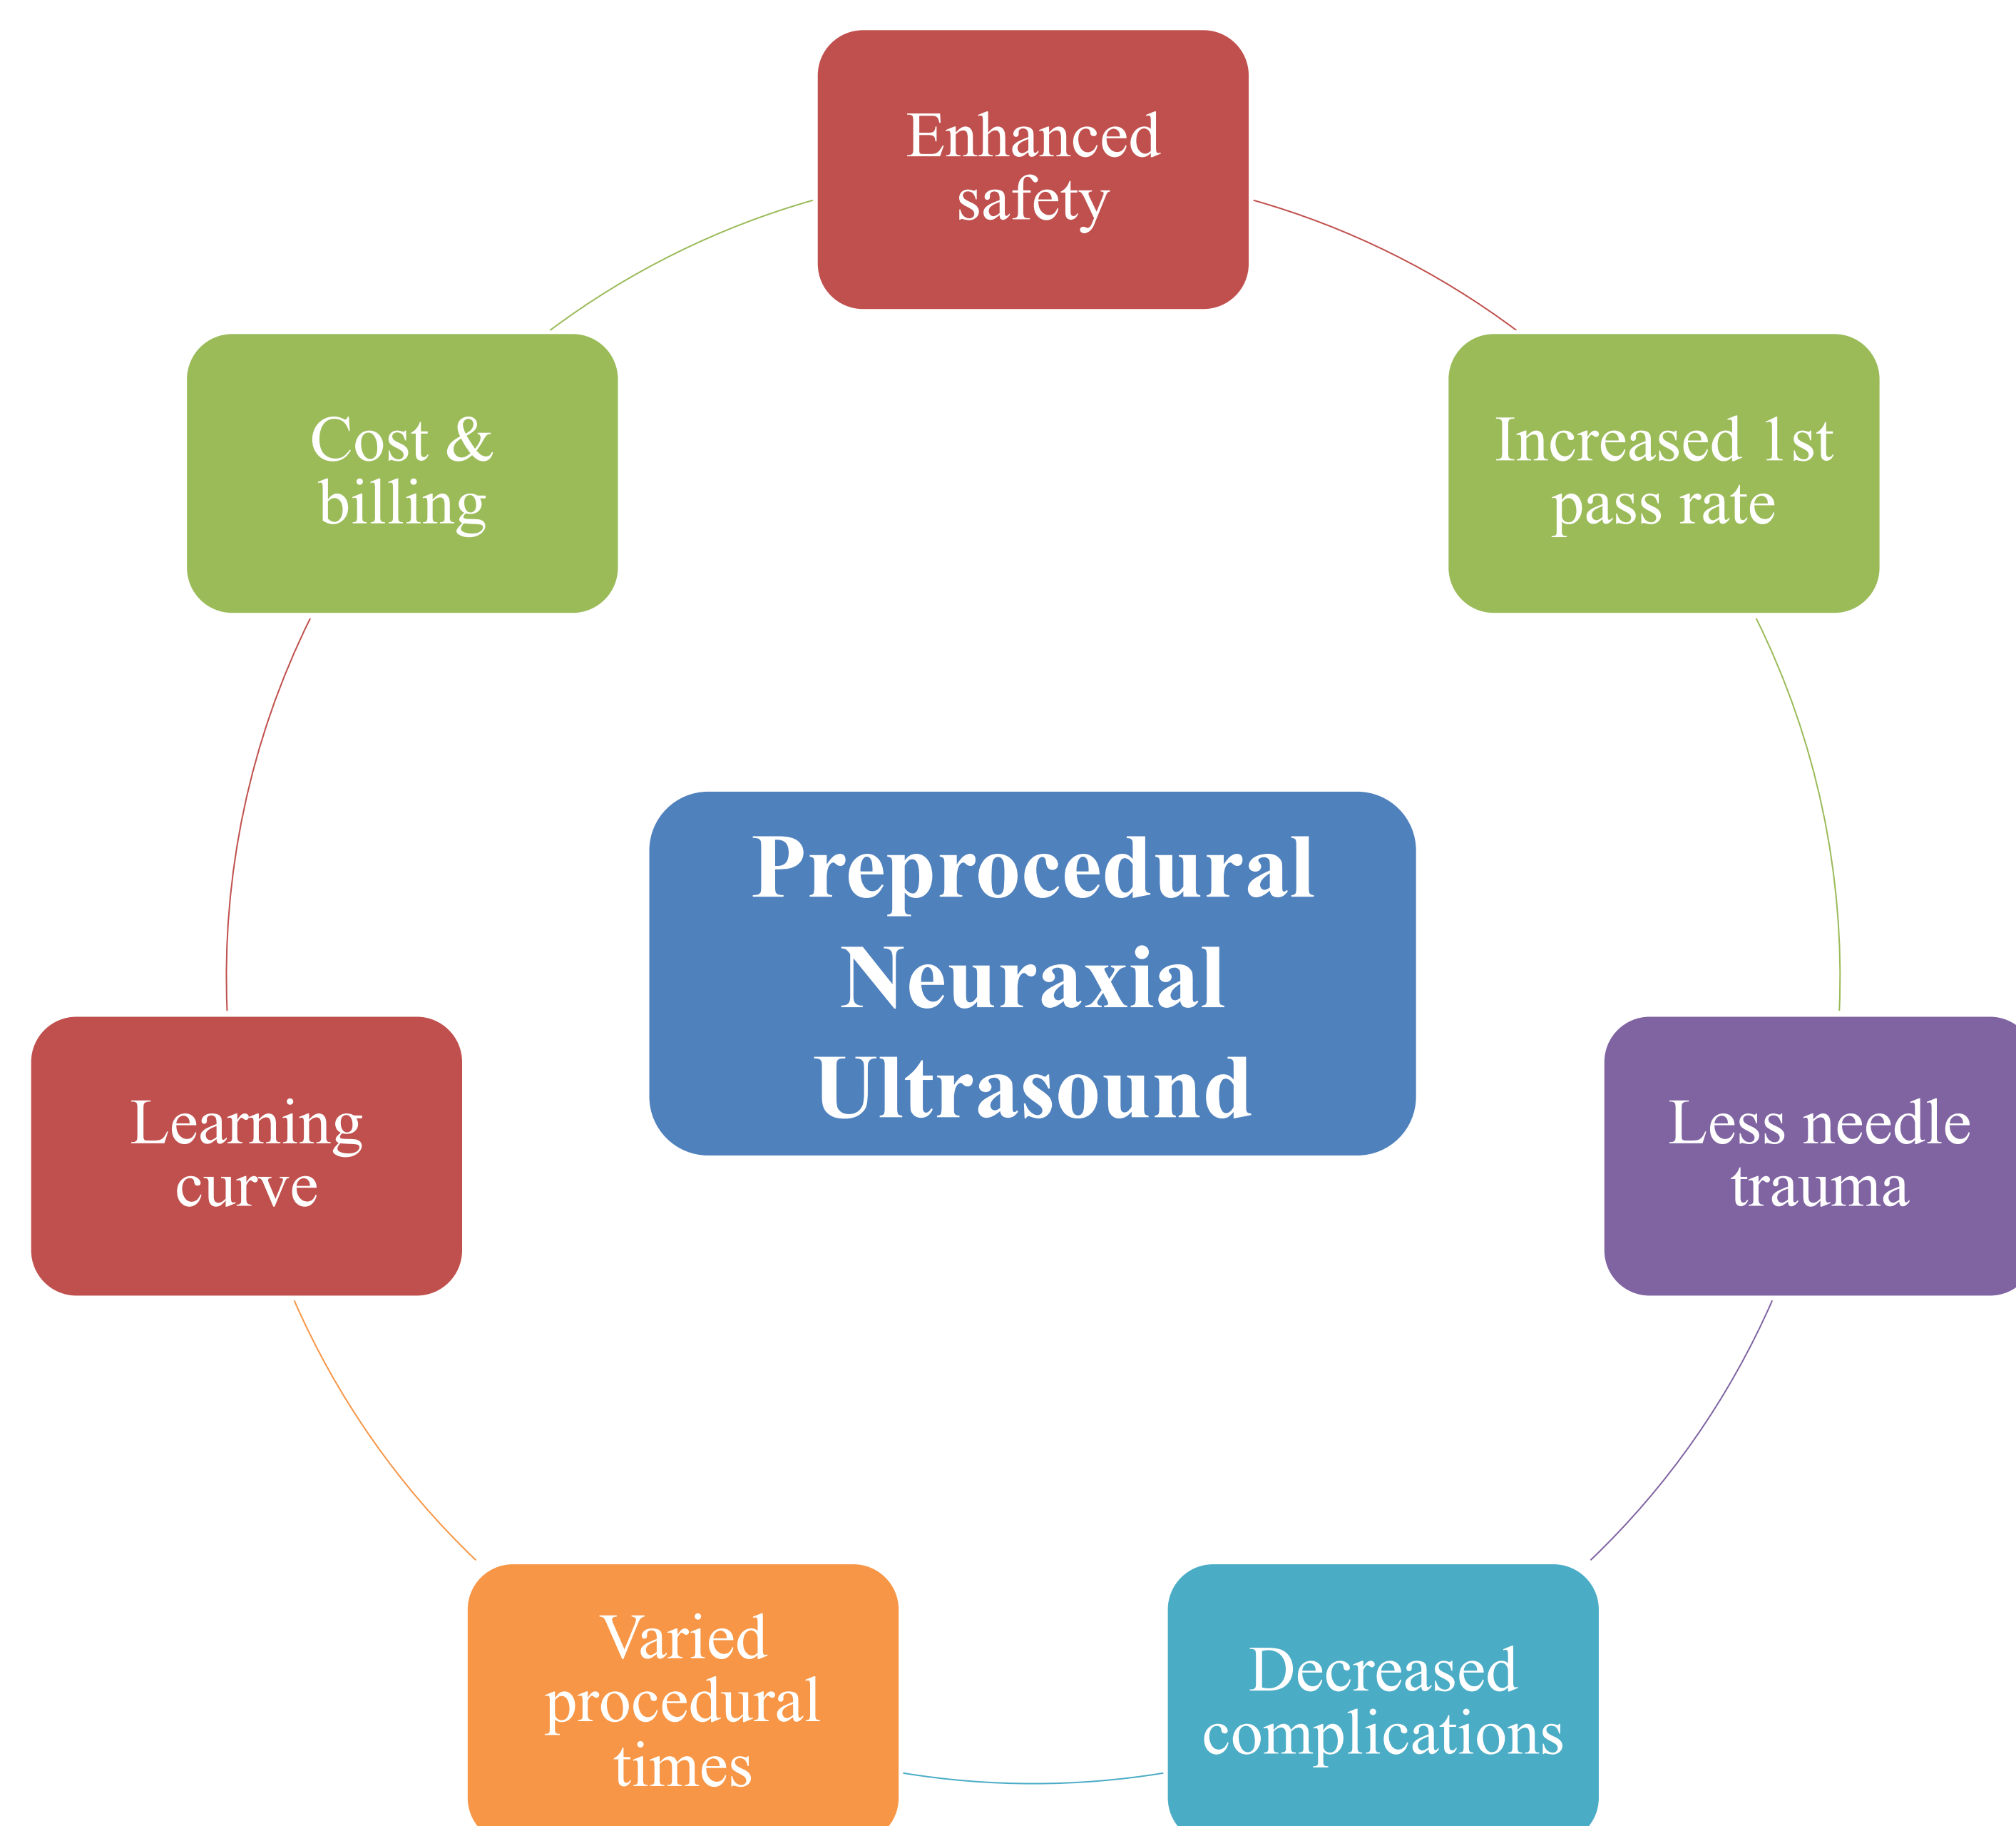 Enhanced
safety
Cost &
billing
Increased 1st
pass rate
Preprocedural
Neuraxial
Ultrasound
Learning
curve
Less needle
trauma
Varied
procedural
times
Decreased
complications